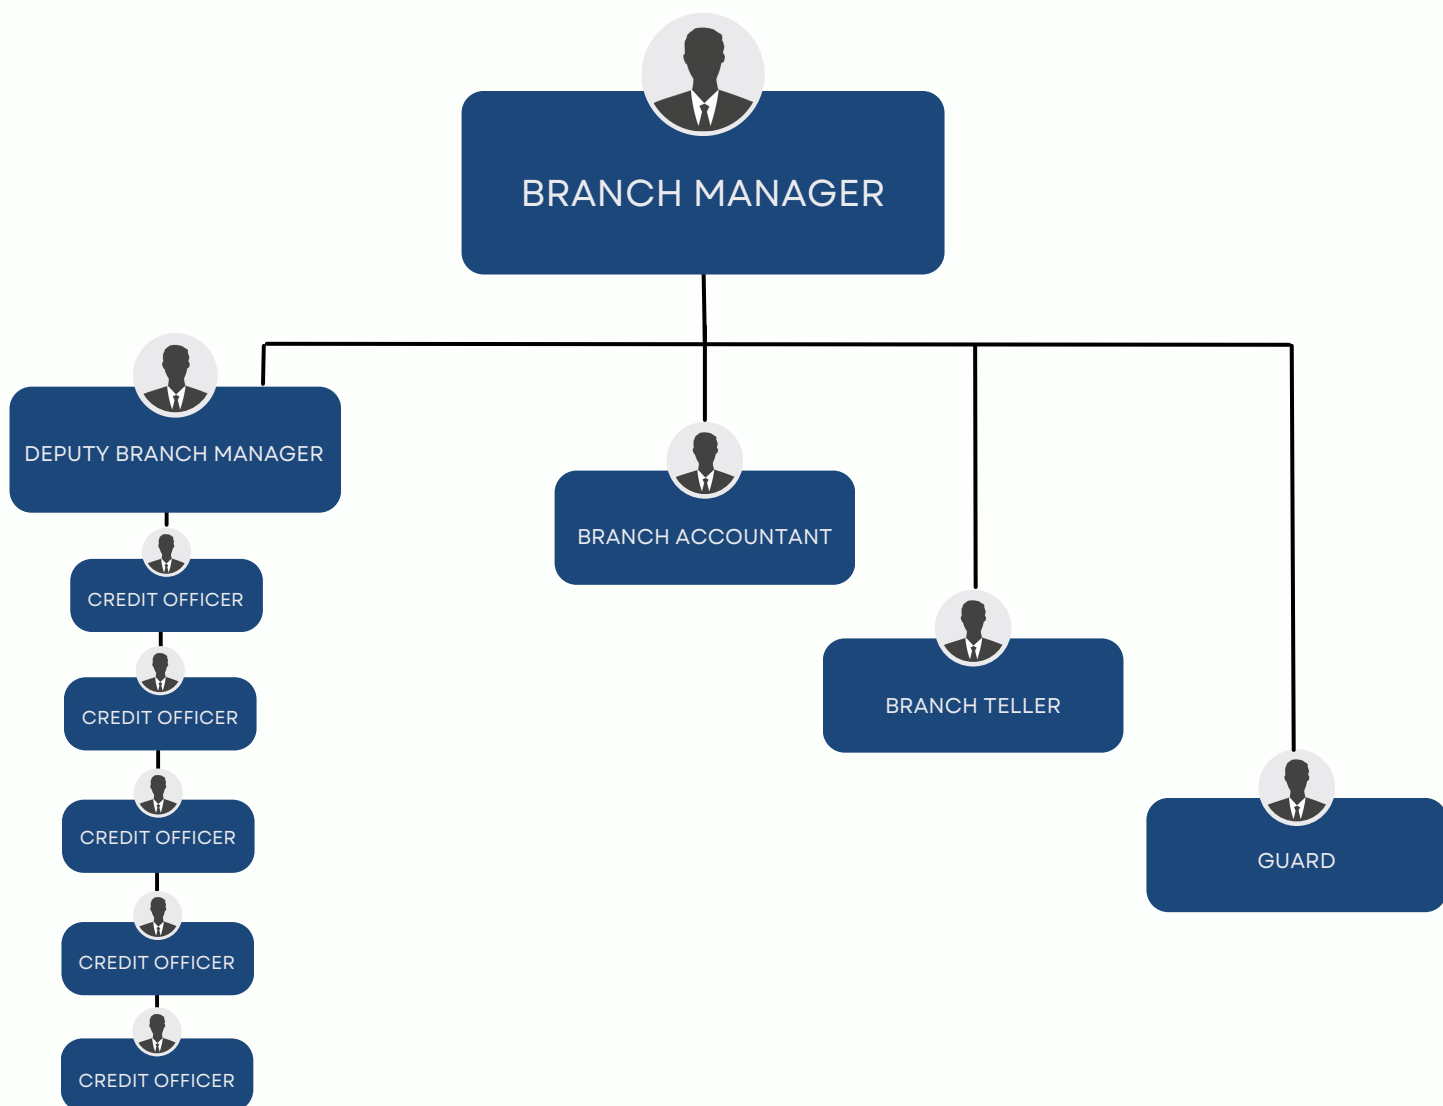 BRANCH MANAGER
DEPUTY BRANCH MANAGER
CREDIT OFFICER
CREDIT OFFICER
CREDIT OFFICER
CREDIT OFFICER
CREDIT OFFICER
BRANCH ACCOUNTANT
BRANCH TELLER
GUARD